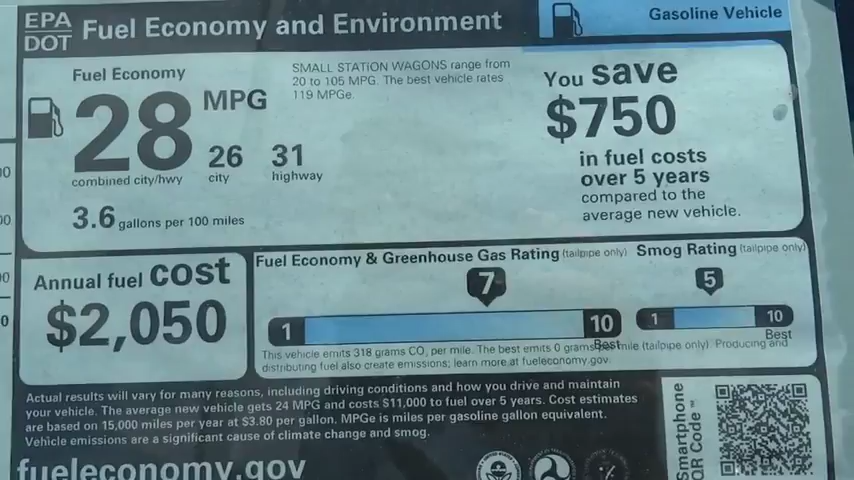 EPA
DOT
Fuel Economy and Environment
Gasoline Vehicle
Fuel Economy
28
MPG
combined city/hwy
26
city
31
highway
3.6 gallons per 100 miles
SMALL STATION WAGONS range from
20 to 105 MPG. The best vehicle rates
119 MPGe.
You save
$750
in fuel costs
over 5 years
compared to the
average new vehicle.
Annual fuel cost
$2,050
Fuel Economy & Greenhouse Gas Rating (tailpipe only)
7
1
10
Best
Smog Rating (tailpipe only)
5
1
10
Best
This vehicle emits 318 grams CO₂ per mile. The best emits 0 grams per mile (tailpipe only). Producing and
distributing fuel also create emissions; learn more at fueleconomy.gov.
Actual results will vary for many reasons, including driving conditions and how you drive and maintain
your vehicle. The average new vehicle gets 24 MPG and costs $11,000 to fuel over 5 years. Cost estimates
are based on 15,000 miles per year at $3.80 per gallon. MPGe is miles per gasoline gallon equivalent.
Vehicle emissions are a significant cause of climate change and smog.
fueleconomy.gov
Smartphone
QR Code™